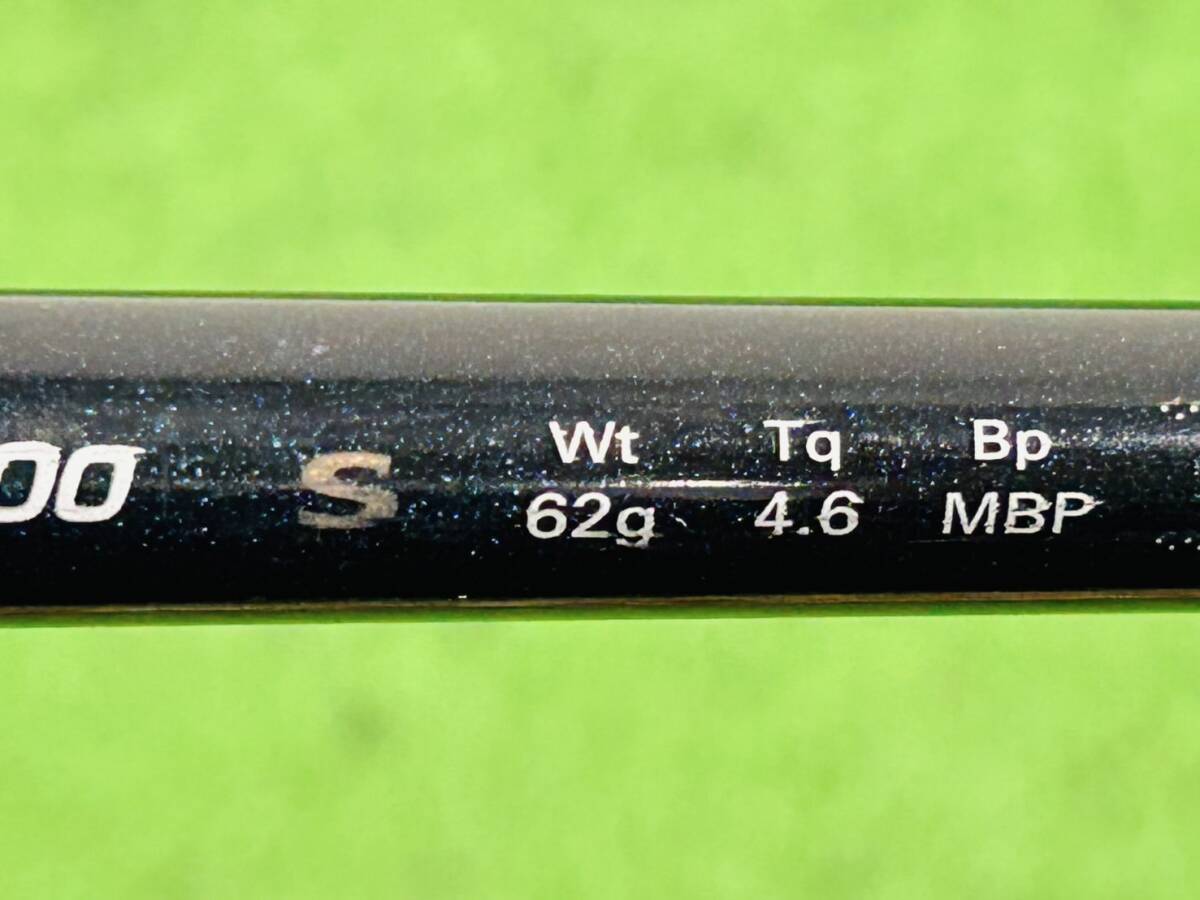 00 S
Wt Tq Bp
62g 4.6 MBP